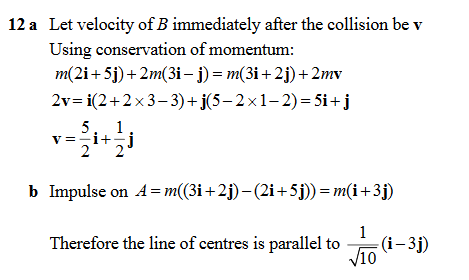 12 a Let velocity of B immediately after the collision be v
Using conservation of momentum:
m(2i + 5j) + 2m(3i − j) = m(3i + 2j) + 2mv
2v = i(2 + 2 × 3 − 3) + j(5 − 2 × 1 − 2) = 5i + j
v = 5/2 i + 1/2 j
b Impulse on A = m((3i + 2j) − (2i + 5j)) = m(i + 3j)
Therefore the line of centres is parallel to 1/√10 (i − 3j)